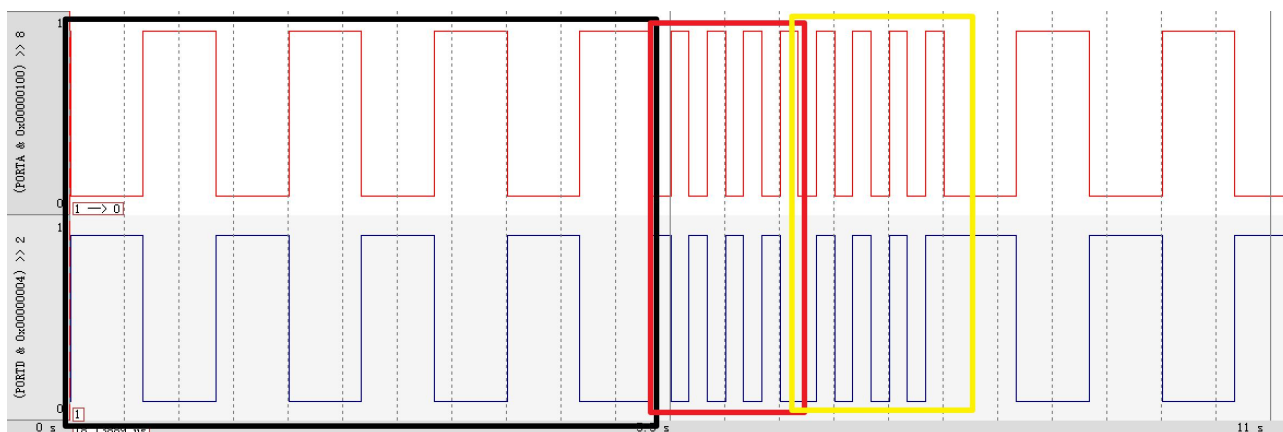 1
(PORTA & 0x00000100) >> 8
0
1 —> 0
1
(PORTD & 0x00000004) >> 2
0
1
0 s
11 s